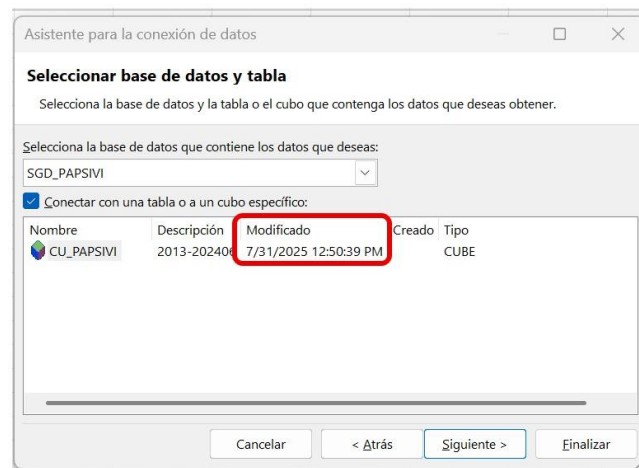 Asistente para la conexión de datos
Seleccionar base de datos y tabla
Selecciona la base de datos y la tabla o el cubo que contenga los datos que deseas obtener.
Selecciona la base de datos que contiene los datos que deseas:
SGD_PAPSIVI
Conectar con una tabla o a un cubo específico:
Nombre Descripción Modificado Creado Tipo
CU_PAPSIVI 2013-202406 7/31/2025 12:50:39 PM CUBE
Cancelar < Atrás Siguiente > Finalizar